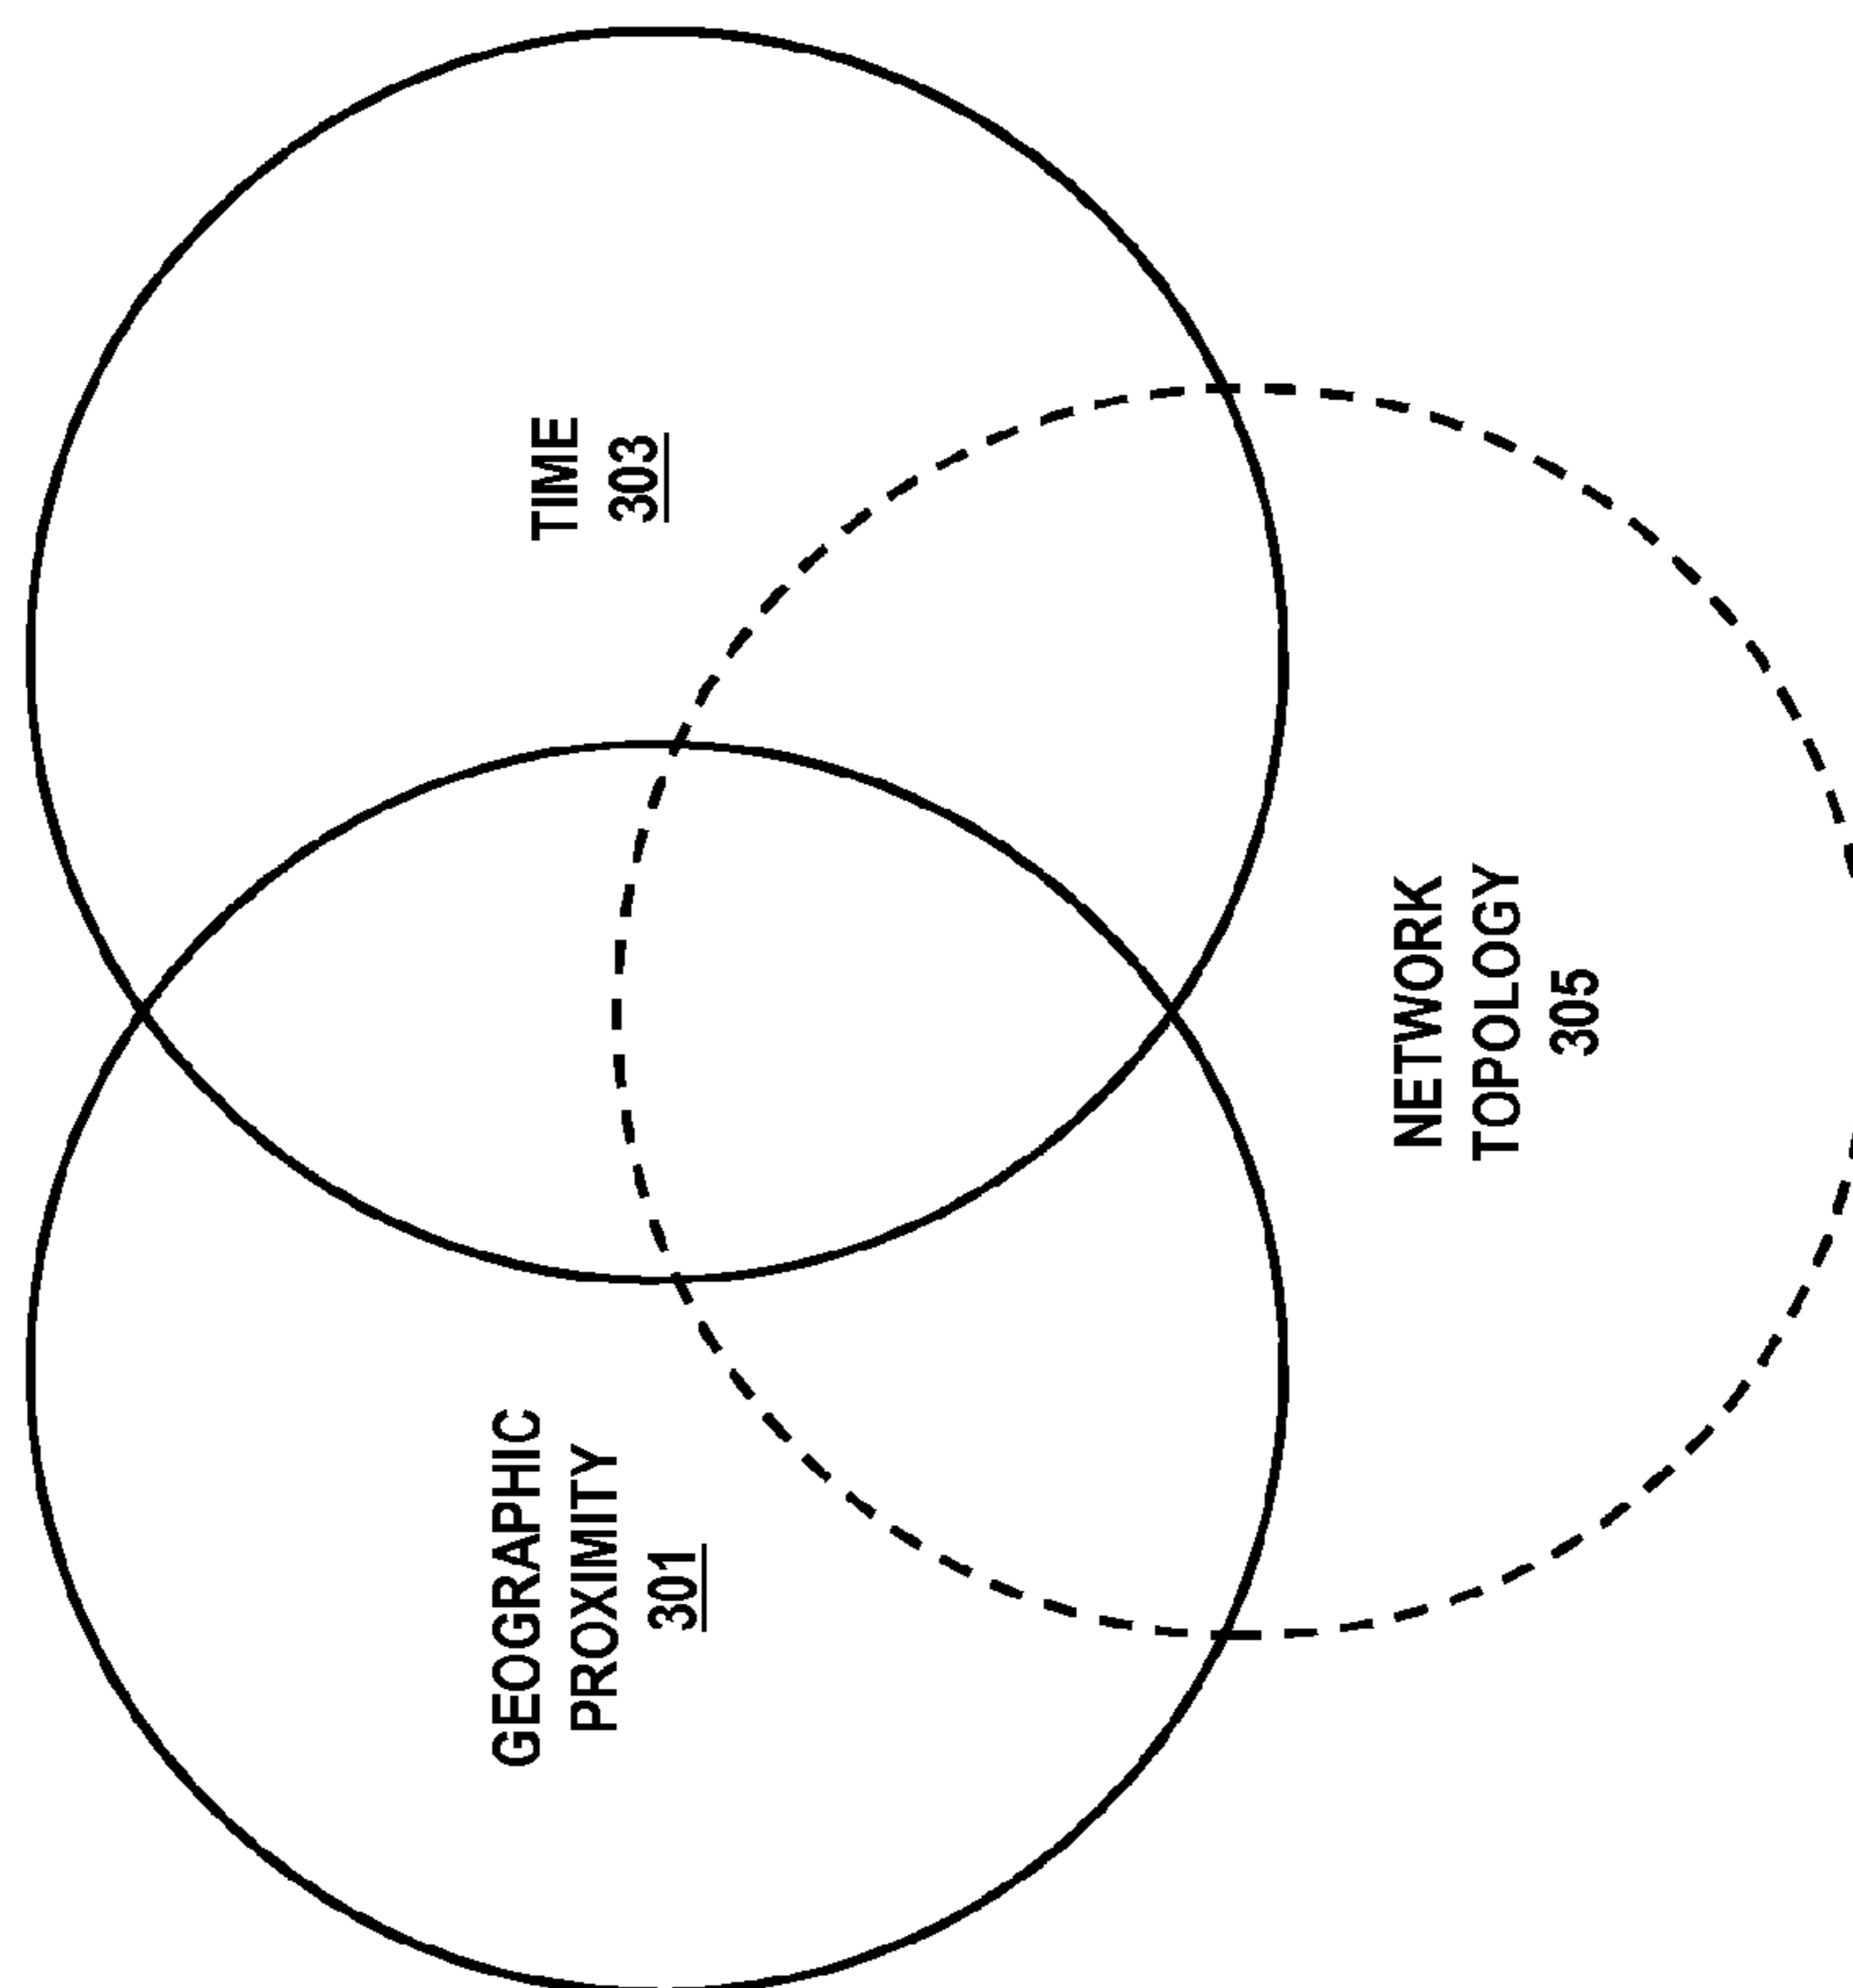 GEOGRAPHIC
PROXIMITY
301
TIME
303
NETWORK
TOPOLOGY
305